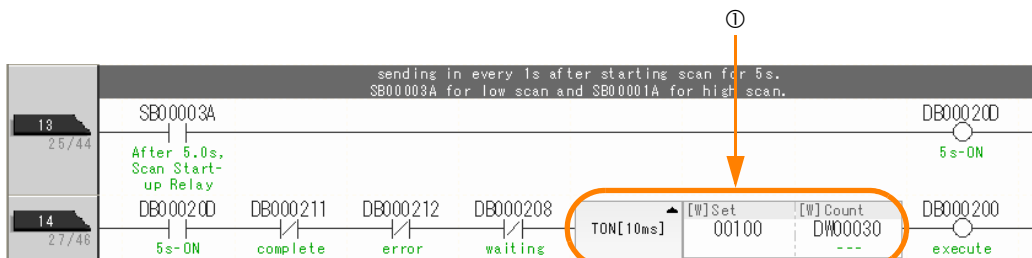 ①
sending in every 1s after starting scan for 5s.
SB00003A for low scan and SB00001A for high scan.
13
25/44
SB00003A
DB00020D
After 5.0s,
Scan Start-
up Relay
5s-ON
14
27/46
DB00020D DB000211 DB000212 DB000208 TON[10ms] [W]Set [W]Count DB000200
00100 DW00030
5s-ON complete error waiting --- execute